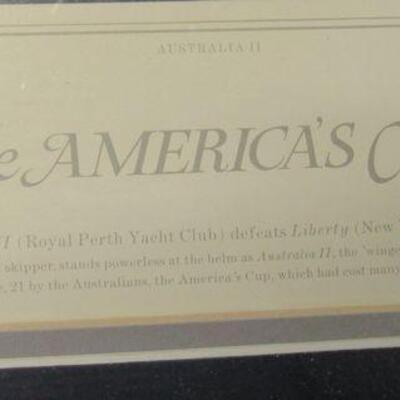 AUSTRALIA II
e AMERICA'S C
I (Royal Perth Yacht Club) defeats Liberty (New
skipper, stands powerless at the helm as Australia II, the 'winge
, 21 by the Australians, the America's Cup, which had cost many